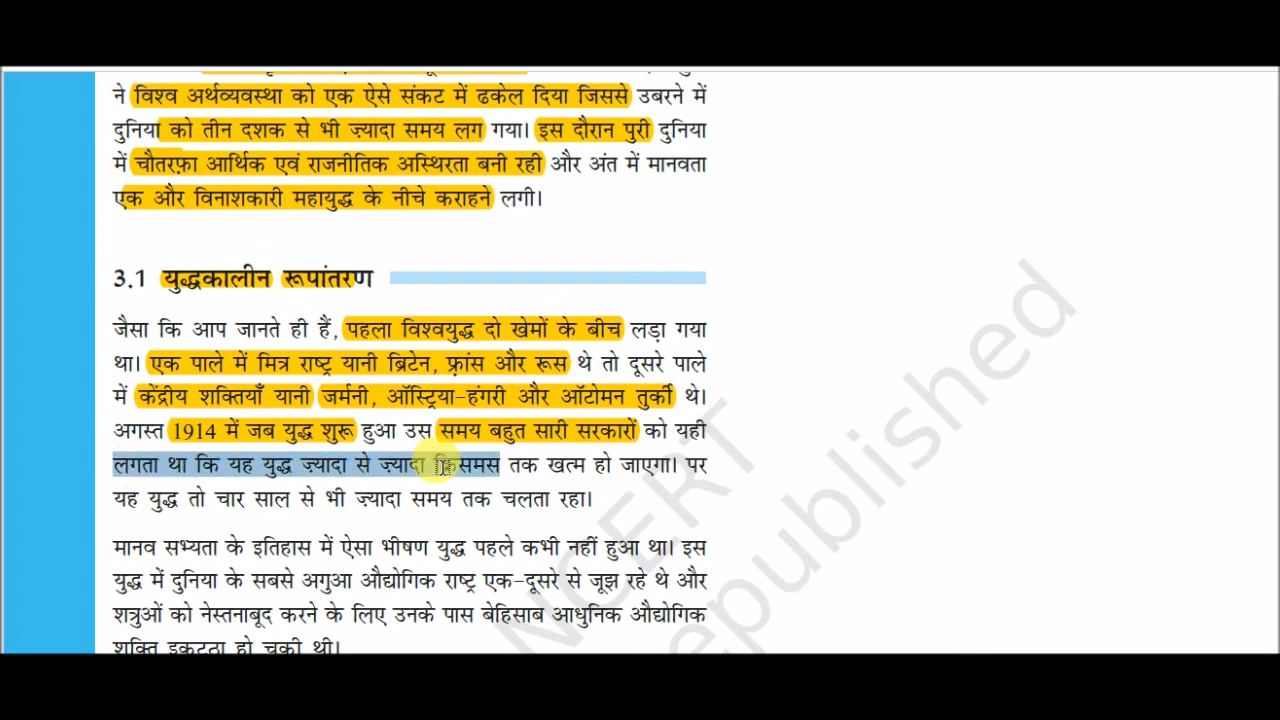 ने विश्व अर्थव्यवस्था को एक ऐसे संकट में ढकेल दिया जिससे उबरने में
दुनिया को तीन दशक से भी ज़्यादा समय लग गया। इस दौरान पुरी दुनिया
में चौतरफ़ा आर्थिक एवं राजनीतिक अस्थिरता बनी रही और अंत में मानवता
एक और विनाशकारी महायुद्ध के नीचे कराहने लगी।
3.1 युद्धकालीन रूपांतरण
जैसा कि आप जानते ही हैं, पहला विश्वयुद्ध दो खेमों के बीच लड़ा गया
था। एक पाले में मित्र राष्ट्र यानी ब्रिटेन, फ़्रांस और रूस थे तो दूसरे पाले
में केंद्रीय शक्तियाँ यानी जर्मनी, ऑस्ट्रिया-हंगरी और ऑटोमन तुर्की थे।
अगस्त 1914 में जब युद्ध शुरू हुआ उस समय बहुत सारी सरकारों को यही
लगता था कि यह युद्ध ज़्यादा से ज़्यादा क्रिसमस तक खत्म हो जाएगा। पर
यह युद्ध तो चार साल से भी ज़्यादा समय तक चलता रहा।
मानव सभ्यता के इतिहास में ऐसा भीषण युद्ध पहले कभी नहीं हुआ था। इस
युद्ध में दुनिया के सबसे अगुआ औद्योगिक राष्ट्र एक-दूसरे से जूझ रहे थे और
शत्रुओं को नेस्तनाबूद करने के लिए उनके पास बेहिसाब आधुनिक औद्योगिक
शक्ति इकट्ठा हो चुकी थी।
NCERT
republished